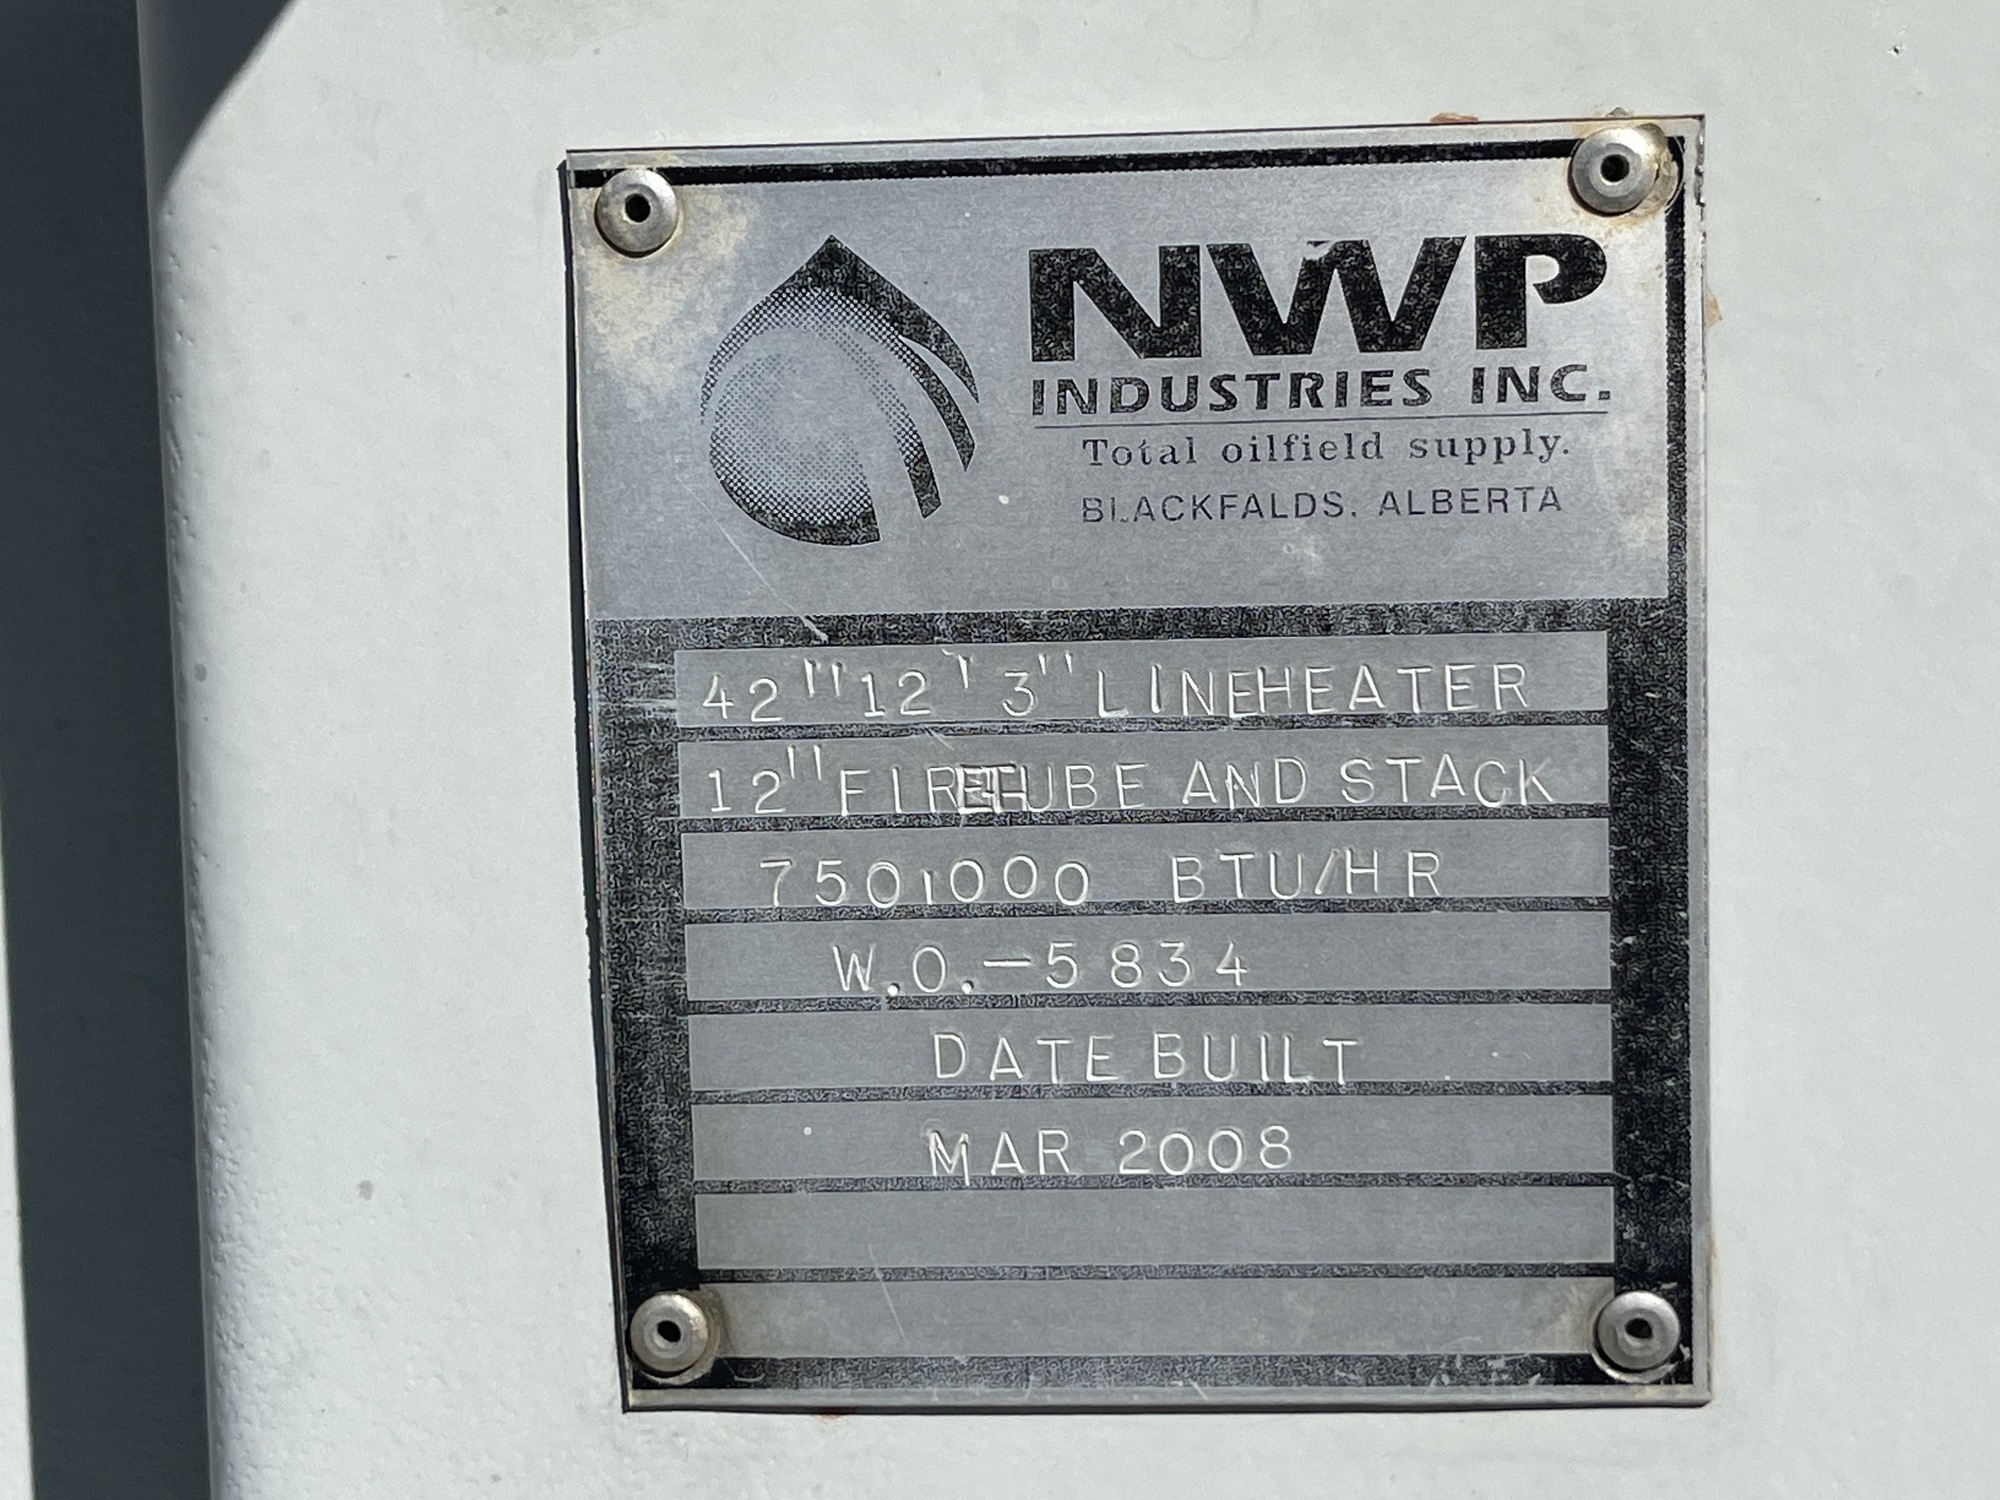 NWP
INDUSTRIES INC.
Total oilfield supply.
BLACKFALDS, ALBERTA
42" 12' 3" LINEHEATER
12" FIRETUBE AND STACK
750,000 BTU/HR
W.O.-5834
DATE BUILT
MAR 2008